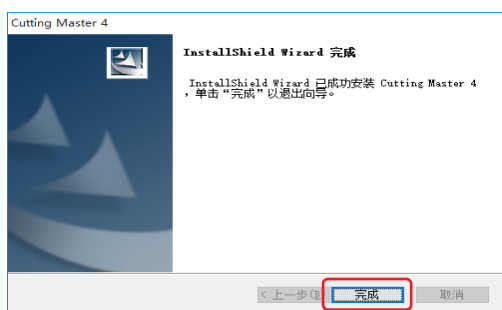 Cutting Master 4
InstallShield Wizard 完成
InstallShield Wizard 已成功安装 Cutting Master 4
，单击“完成”以退出向导。
< 上一步(B
完成
取消